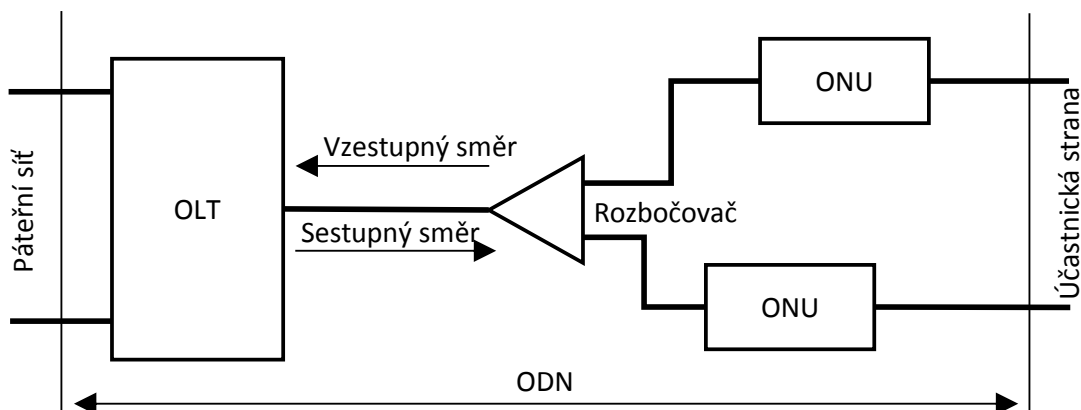 Páteřní síť
OLT
Vzestupný směr
Sestupný směr
Rozbočovač
ONU
ONU
Účastnická strana
ODN